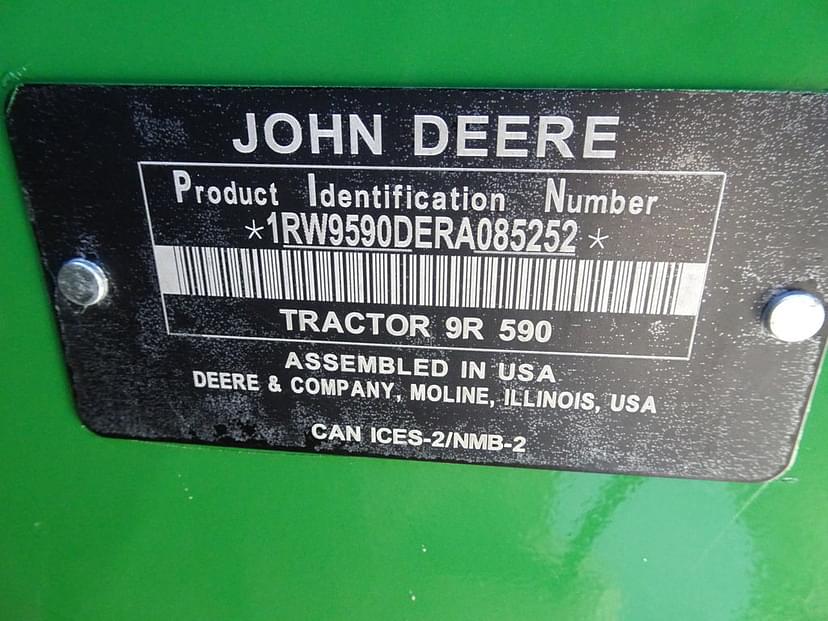 JOHN DEERE
Product Identification Number
*1RW9590DERA085252*
TRACTOR 9R 590
ASSEMBLED IN USA
DEERE & COMPANY, MOLINE, ILLINOIS, USA
CAN ICES-2/NMB-2